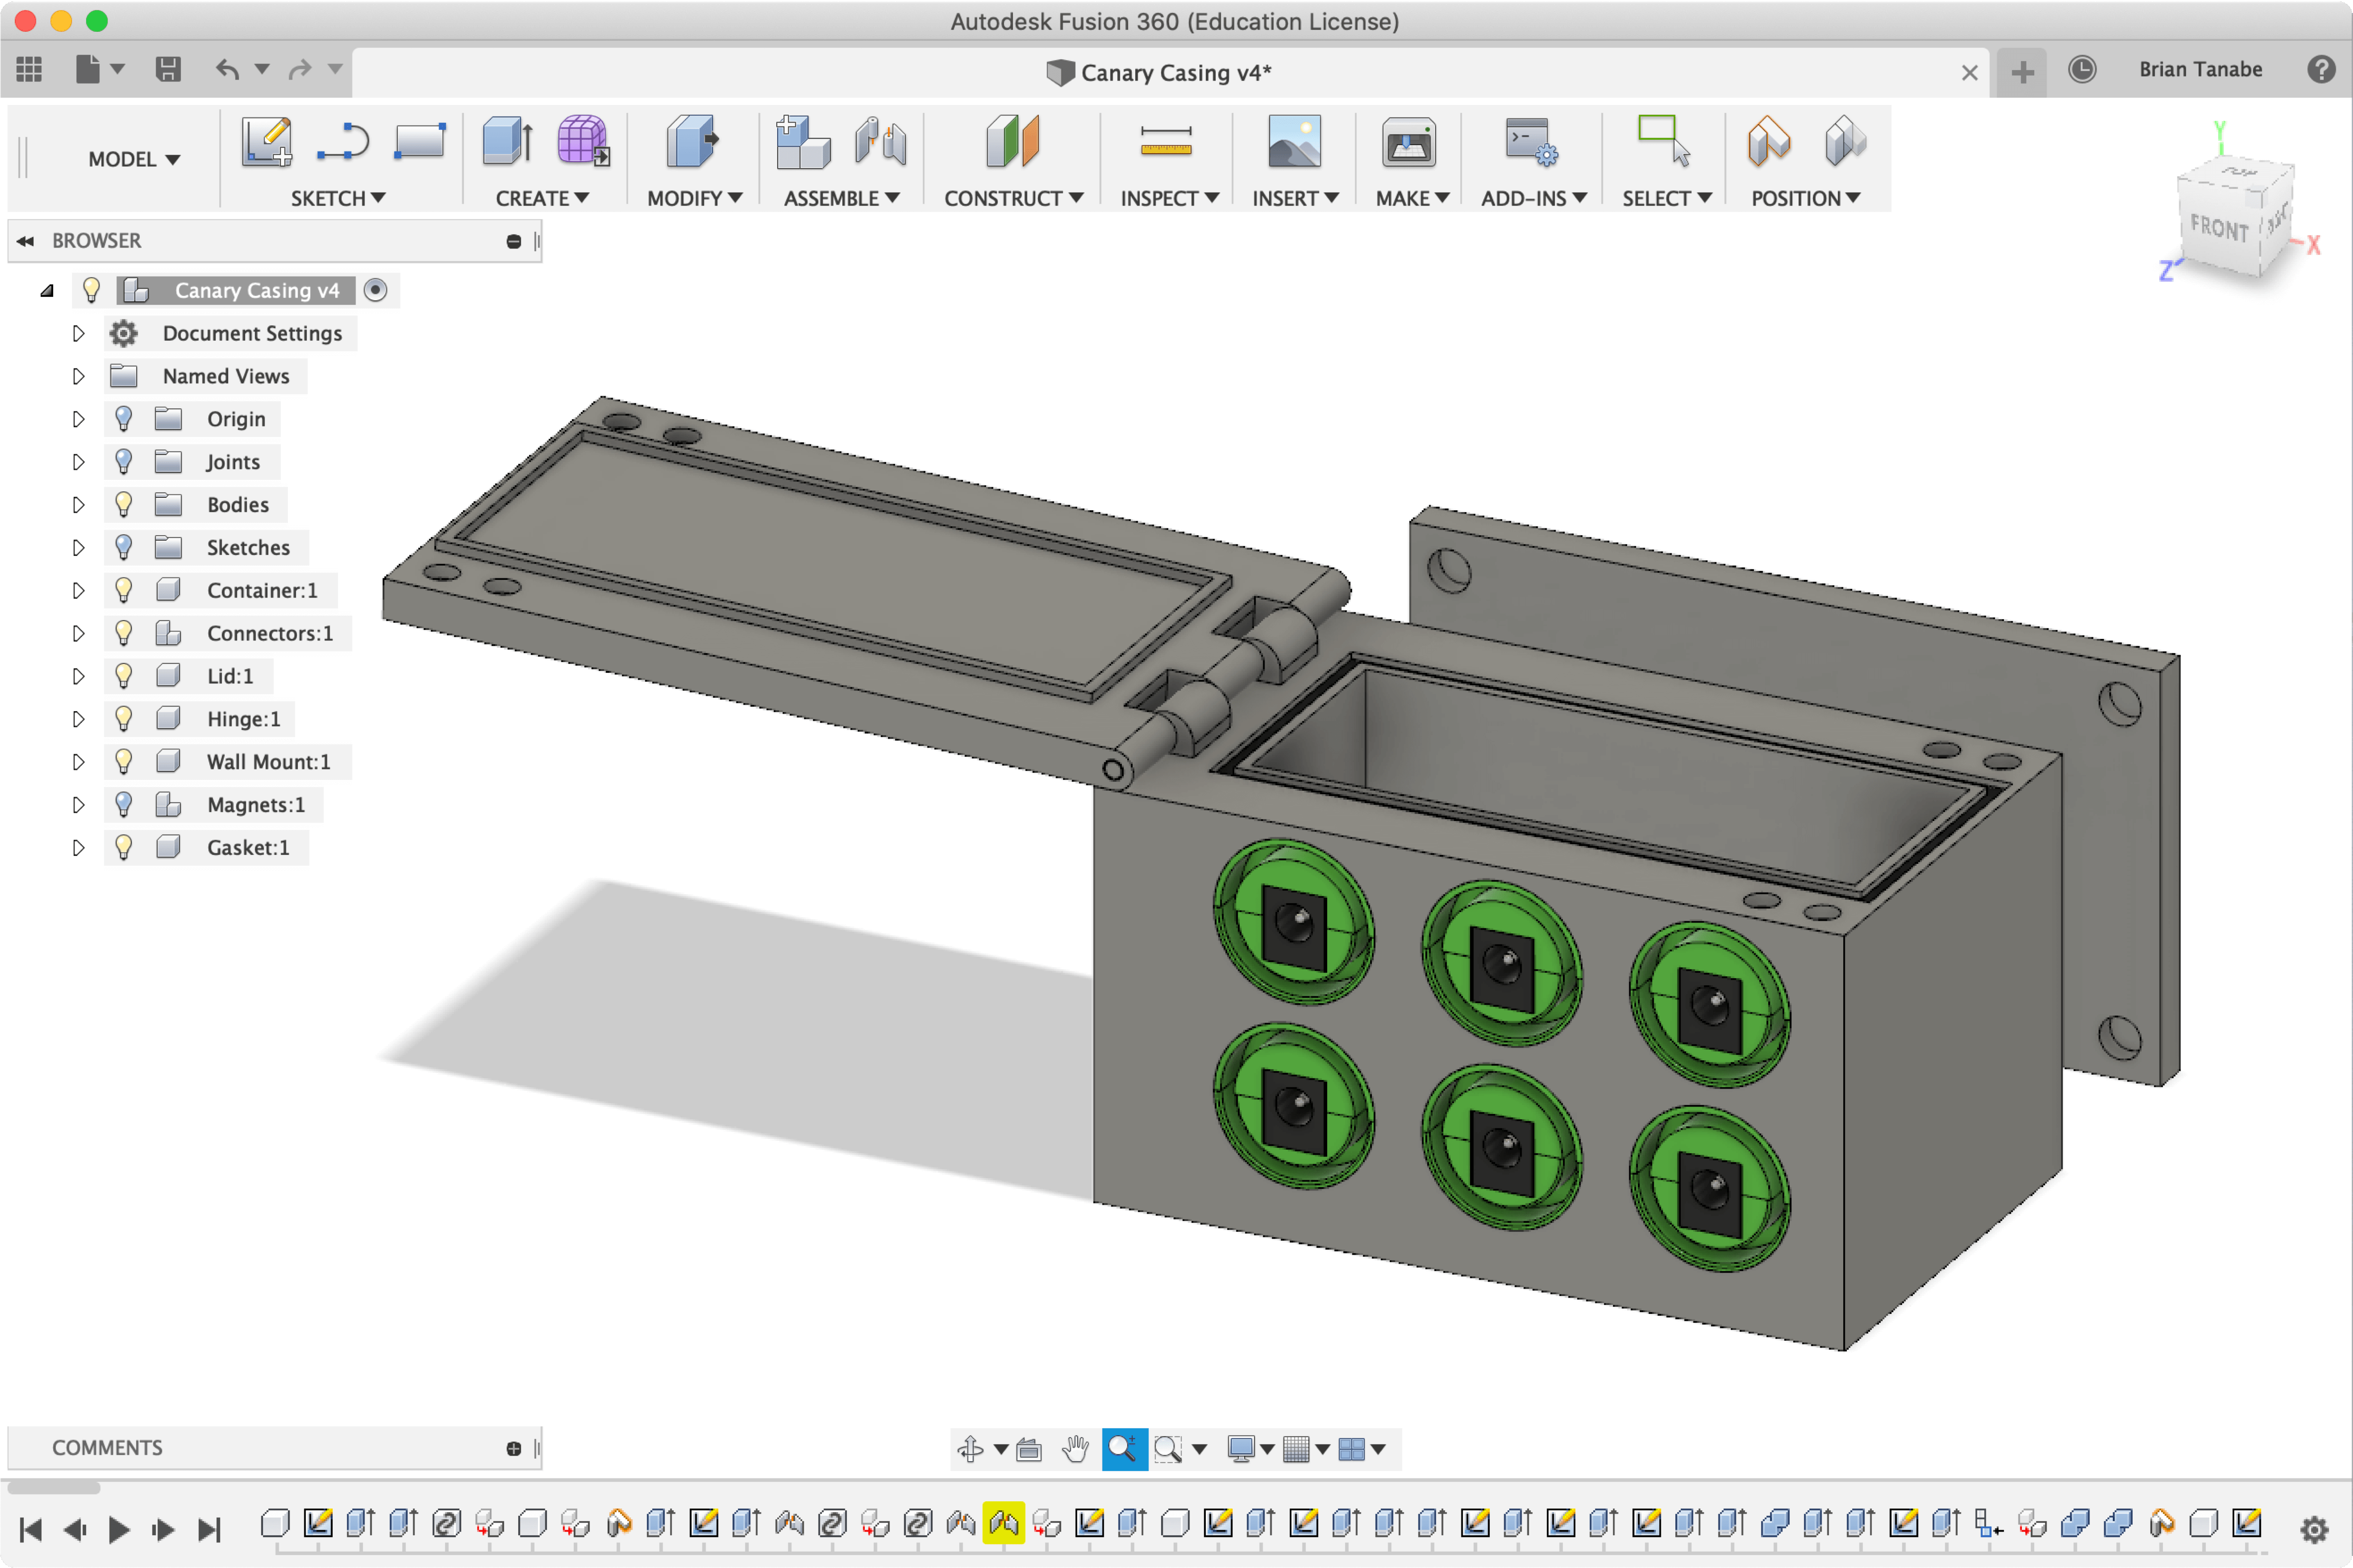 Autodesk Fusion 360 (Education License)
Canary Casing v4*
Brian Tanabe
MODEL
SKETCH
CREATE
MODIFY
ASSEMBLE
CONSTRUCT
INSPECT
INSERT
MAKE
ADD-INS
SELECT
POSITION
Y
TOP
FRONT
X
Z
BROWSER
Canary Casing v4
Document Settings
Named Views
Origin
Joints
Bodies
Sketches
Container:1
Connectors:1
Lid:1
Hinge:1
Wall Mount:1
Magnets:1
Gasket:1
COMMENTS